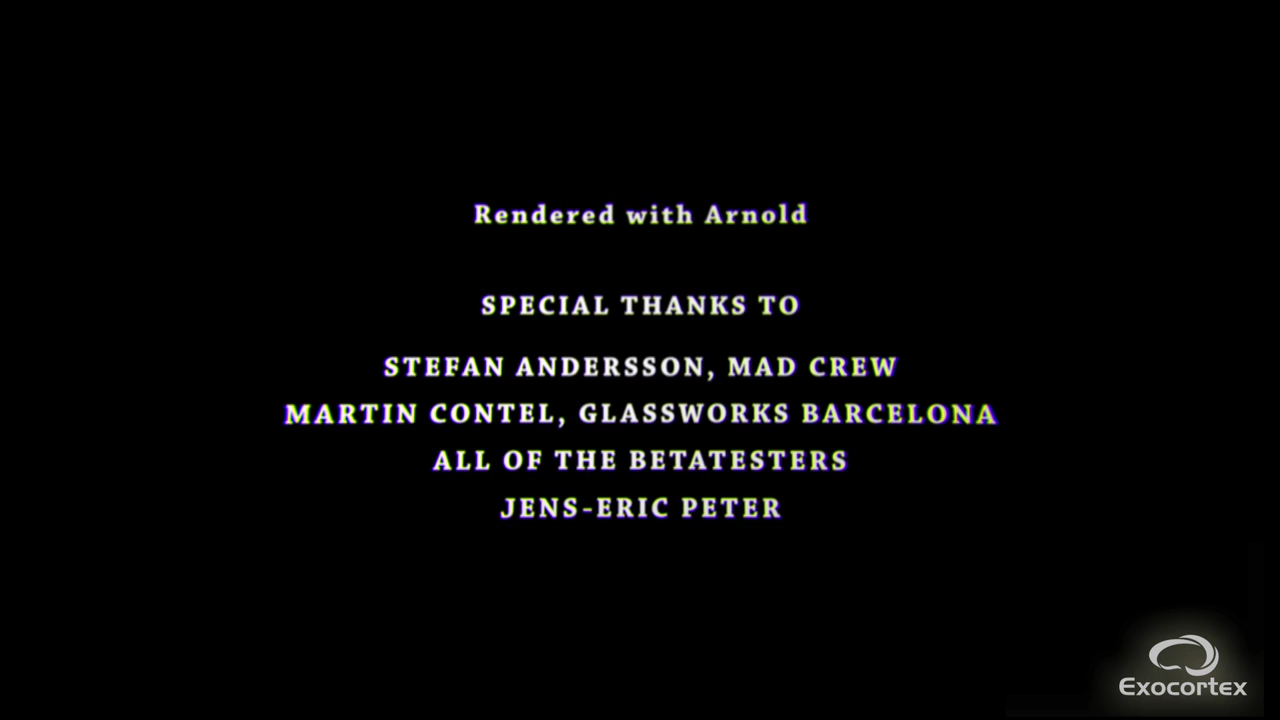 Rendered with Arnold
SPECIAL THANKS TO
STEFAN ANDERSSON, MAD CREW
MARTIN CONTEL, GLASSWORKS BARCELONA
ALL OF THE BETATESTERS
JENS-ERIC PETER
Exocortex